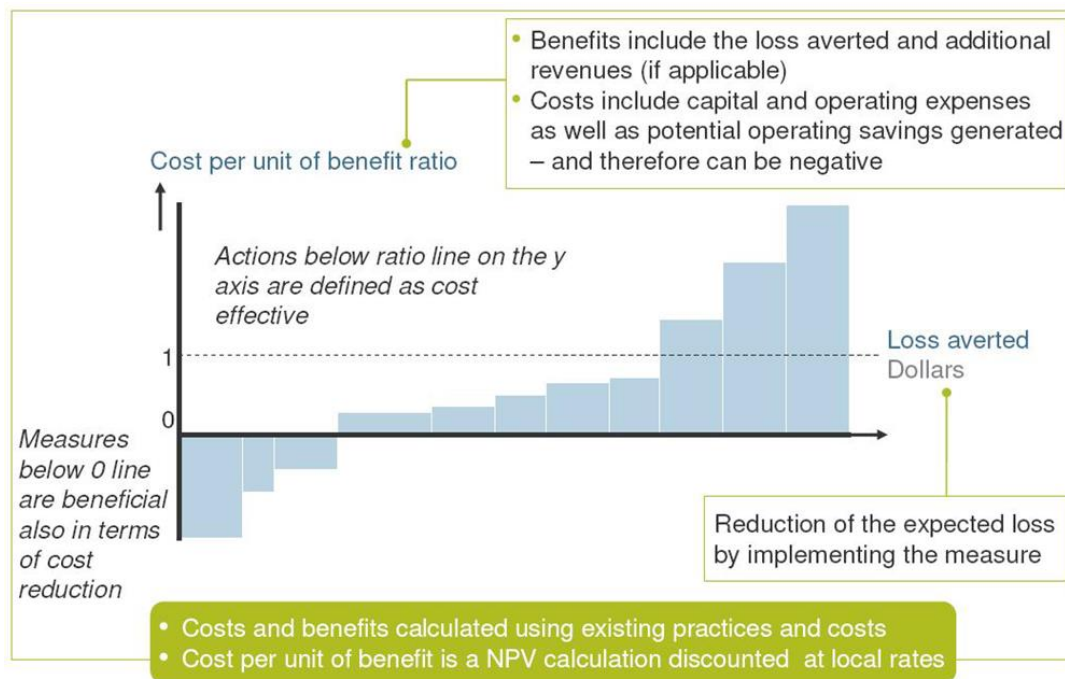 • Benefits include the loss averted and additional
revenues (if applicable)
• Costs include capital and operating expenses
as well as potential operating savings generated
– and therefore can be negative
Cost per unit of benefit ratio
Actions below ratio line on the y
axis are defined as cost
effective
1
Loss averted
Dollars
0
Measures
below 0 line
are beneficial
also in terms
of cost
reduction
Reduction of the expected loss
by implementing the measure
• Costs and benefits calculated using existing practices and costs
• Cost per unit of benefit is a NPV calculation discounted at local rates